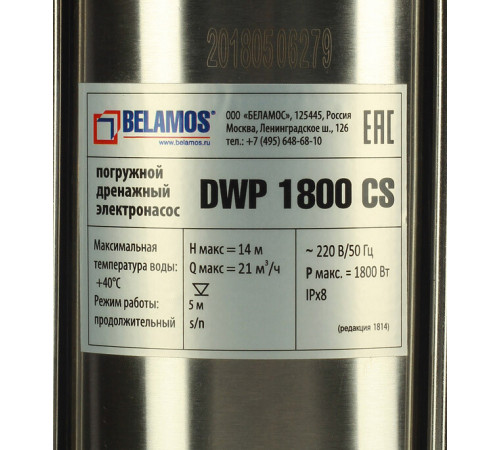 20180506279
BELAMOS®
www.belamos.ru
ООО «БЕЛАМОС», 125445, Россия
Москва, Ленинградское ш., 126
тел.: +7 (495) 648-68-10
EAC
погружной
дренажный
электронасос
DWP 1800 CS
Максимальная
температура воды:
+40°C
Режим работы:
продолжительный
H макс = 14 м
Q макс = 21 м³/ч
5 м
s/n
~ 220 В/50 Гц
P макс. = 1800 Вт
IPx8
(редакция 1814)